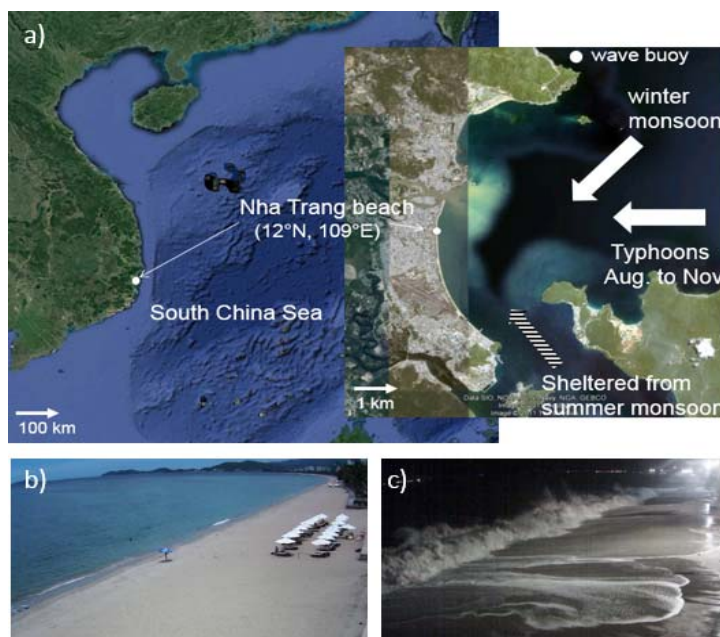 a)
wave buoy
winter
monsoon
Nha Trang beach
(12°N, 109°E)
Typhoons
Aug. to Nov
South China Sea
Sheltered from
summer monsoon
1 km
100 km
b)
c)